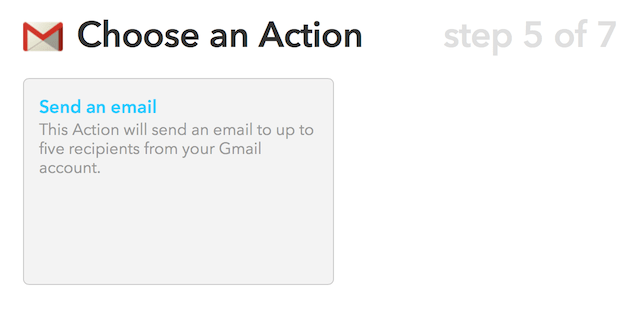 Choose an Action step 5 of 7
Send an email
This Action will send an email to up to
five recipients from your Gmail
account.